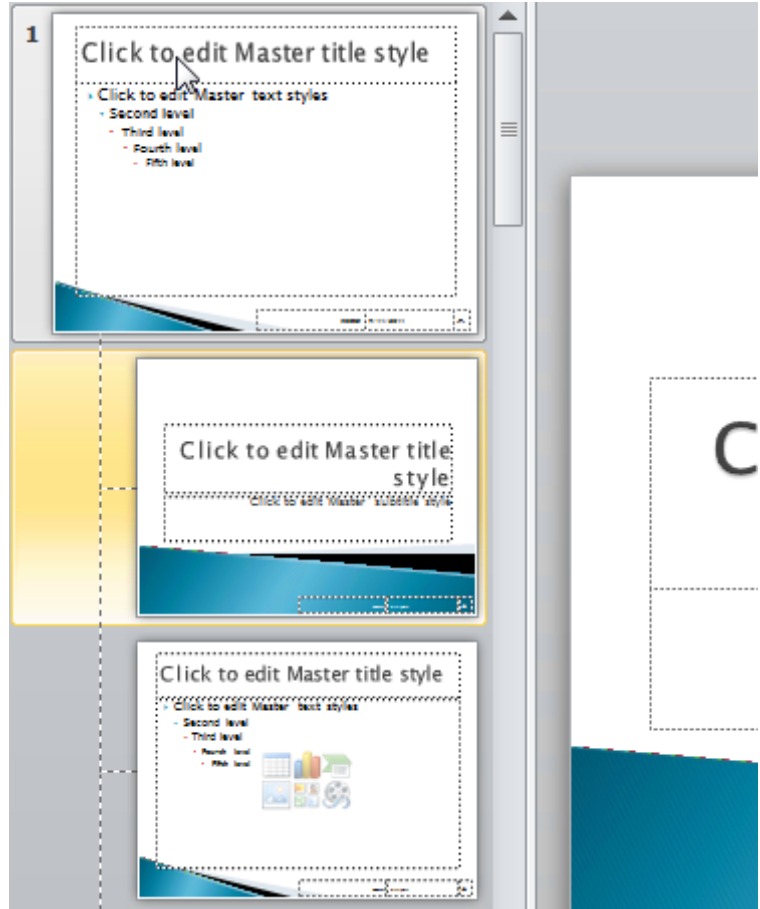 1
Click to edit Master title style
Click to edit Master text styles
Second level
Third level
Fourth level
Fifth level
Click to edit Master title
style
Click to edit Master subtitle style
Click to edit Master title style
Click to edit Master text styles
Second level
Third level
Fourth level
Fifth level
C